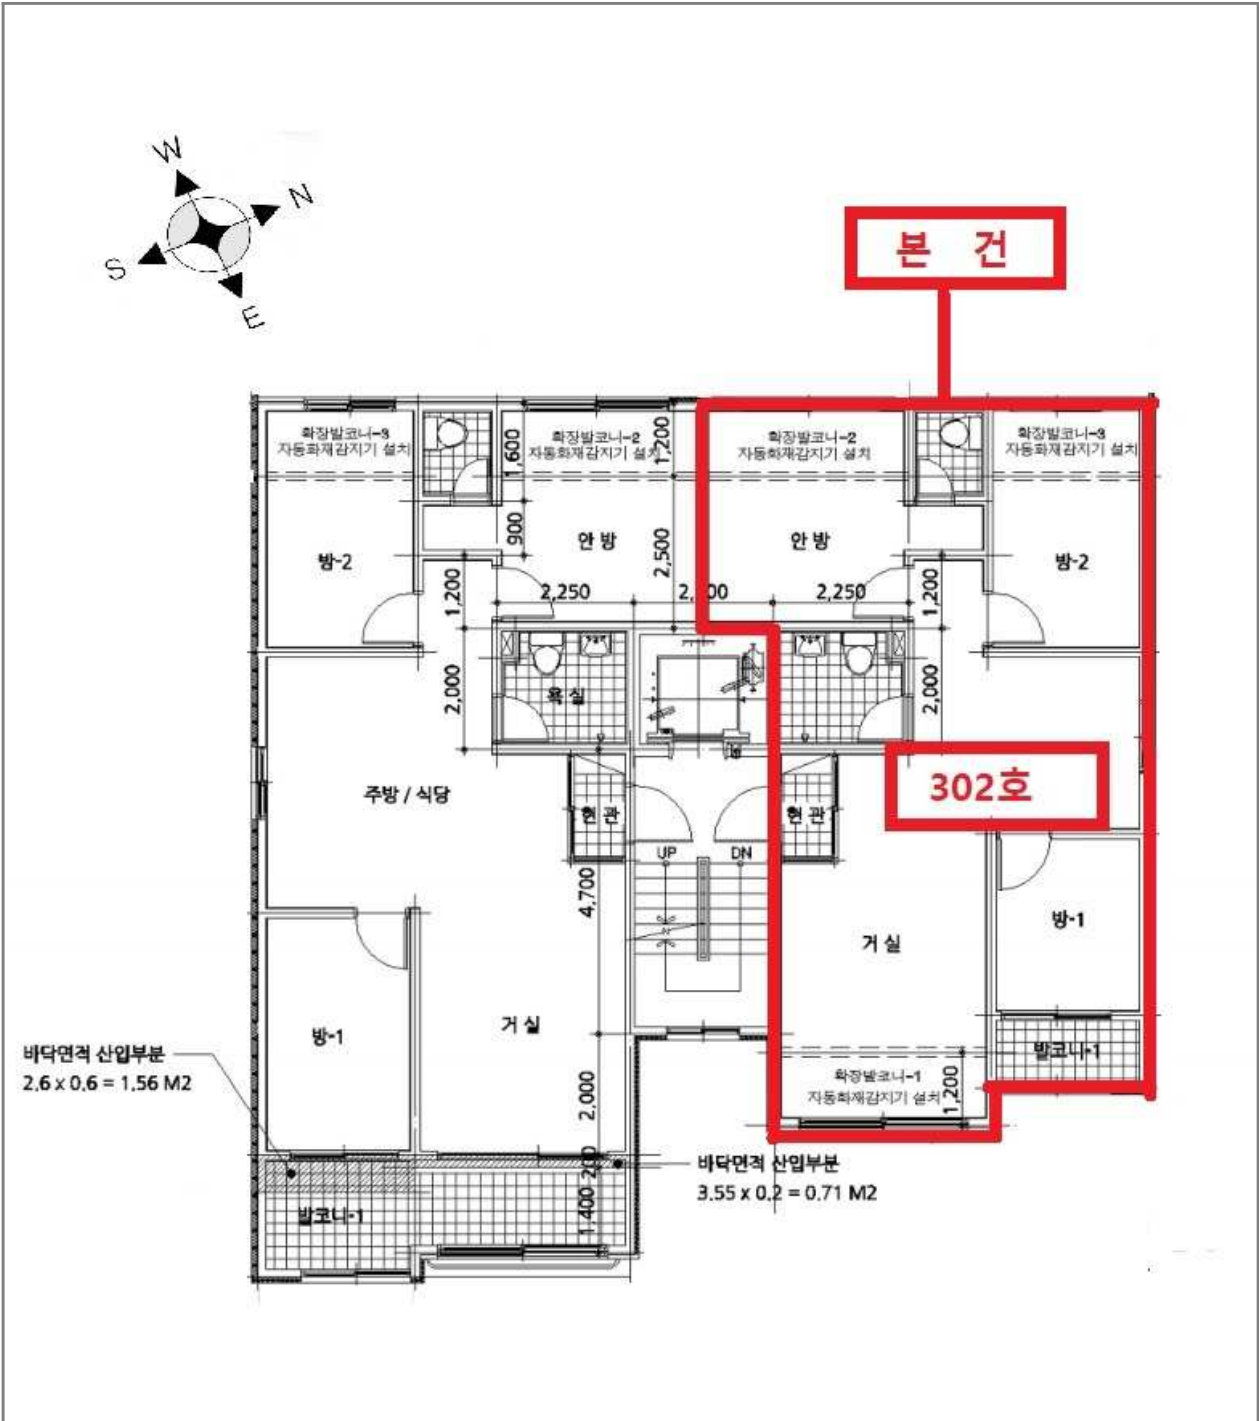 W
N
S
E
본 건
확장발코니-3
자동화재감지기 설치
1,600
확장발코니-2
자동화재감지기 설치
1,200
확장발코니-2
자동화재감지기 설치
확장발코니-3
자동화재감지기 설치
방-2
900
안 방
2,500
안 방
방-2
1,200
2,250
2,250
1,200
2,000
욕 실
2,000
주방 / 식당
현 관
현 관
302호
UP
DN
4,700
방-1
거 실
방-1
거 실
바닥면적 산입부분
2.6 x 0.6 = 1.56 M2
발코니-1
확장발코니-1
자동화재감지기 설치
1,200
2,000
200
바닥면적 산입부분
3.55 x 0.2 = 0.71 M2
발코니-1
1,400